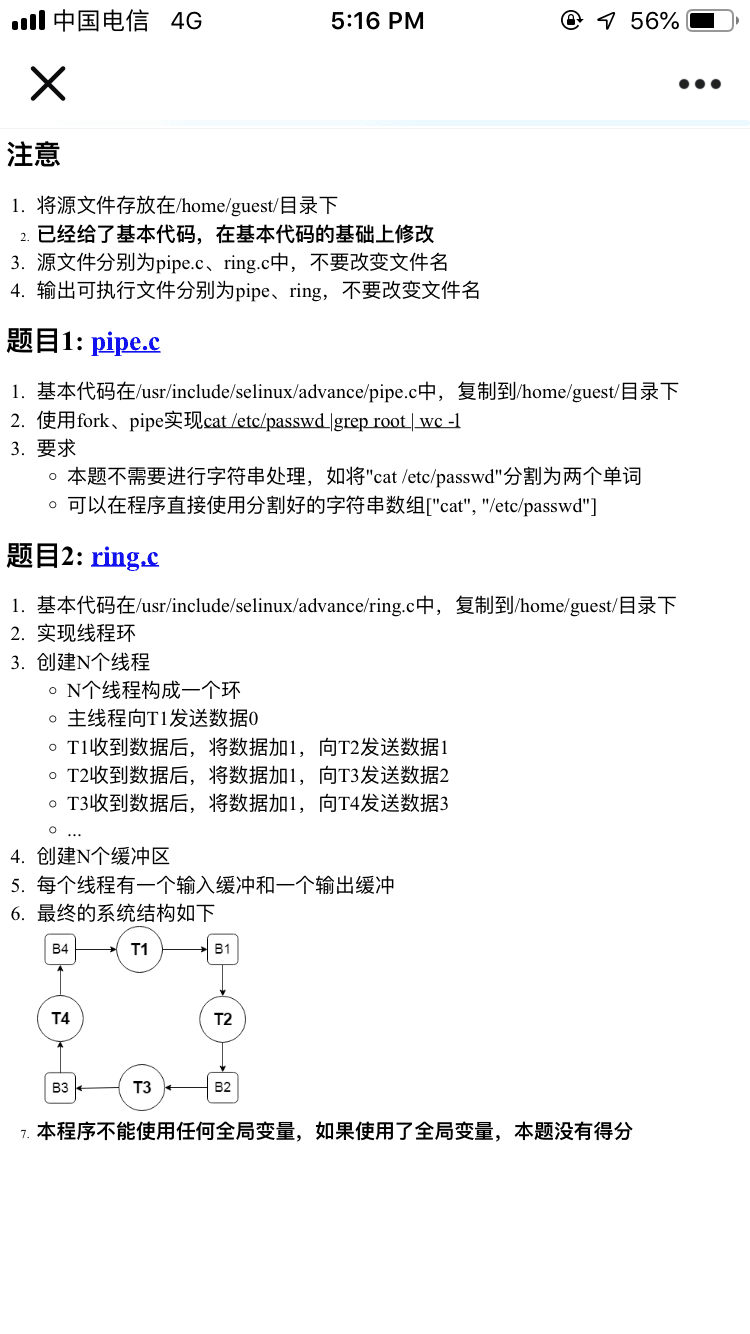 中国电信 4G 5:16 PM 56%
注意
1. 将源文件存放在/home/guest/目录下
2. 已经给了基本代码，在基本代码的基础上修改
3. 源文件分别为pipe.c、ring.c中，不要改变文件名
4. 输出可执行文件分别为pipe、ring，不要改变文件名
题目1: pipe.c
1. 基本代码在/usr/include/selinux/advance/pipe.c中，复制到/home/guest/目录下
2. 使用fork、pipe实现cat /etc/passwd |grep root | wc -l
3. 要求
本题不需要进行字符串处理，如将"cat /etc/passwd"分割为两个单词
可以在程序直接使用分割好的字符串数组["cat", "/etc/passwd"]
题目2: ring.c
1. 基本代码在/usr/include/selinux/advance/ring.c中，复制到/home/guest/目录下
2. 实现线程环
3. 创建N个线程
N个线程构成一个环
主线程向T1发送数据0
T1收到数据后，将数据加1，向T2发送数据1
T2收到数据后，将数据加1，向T3发送数据2
T3收到数据后，将数据加1，向T4发送数据3
...
4. 创建N个缓冲区
5. 每个线程有一个输入缓冲和一个输出缓冲
6. 最终的系统结构如下
B4 T1 B1
T4 T2
B3 T3 B2
7. 本程序不能使用任何全局变量，如果使用了全局变量，本题没有得分